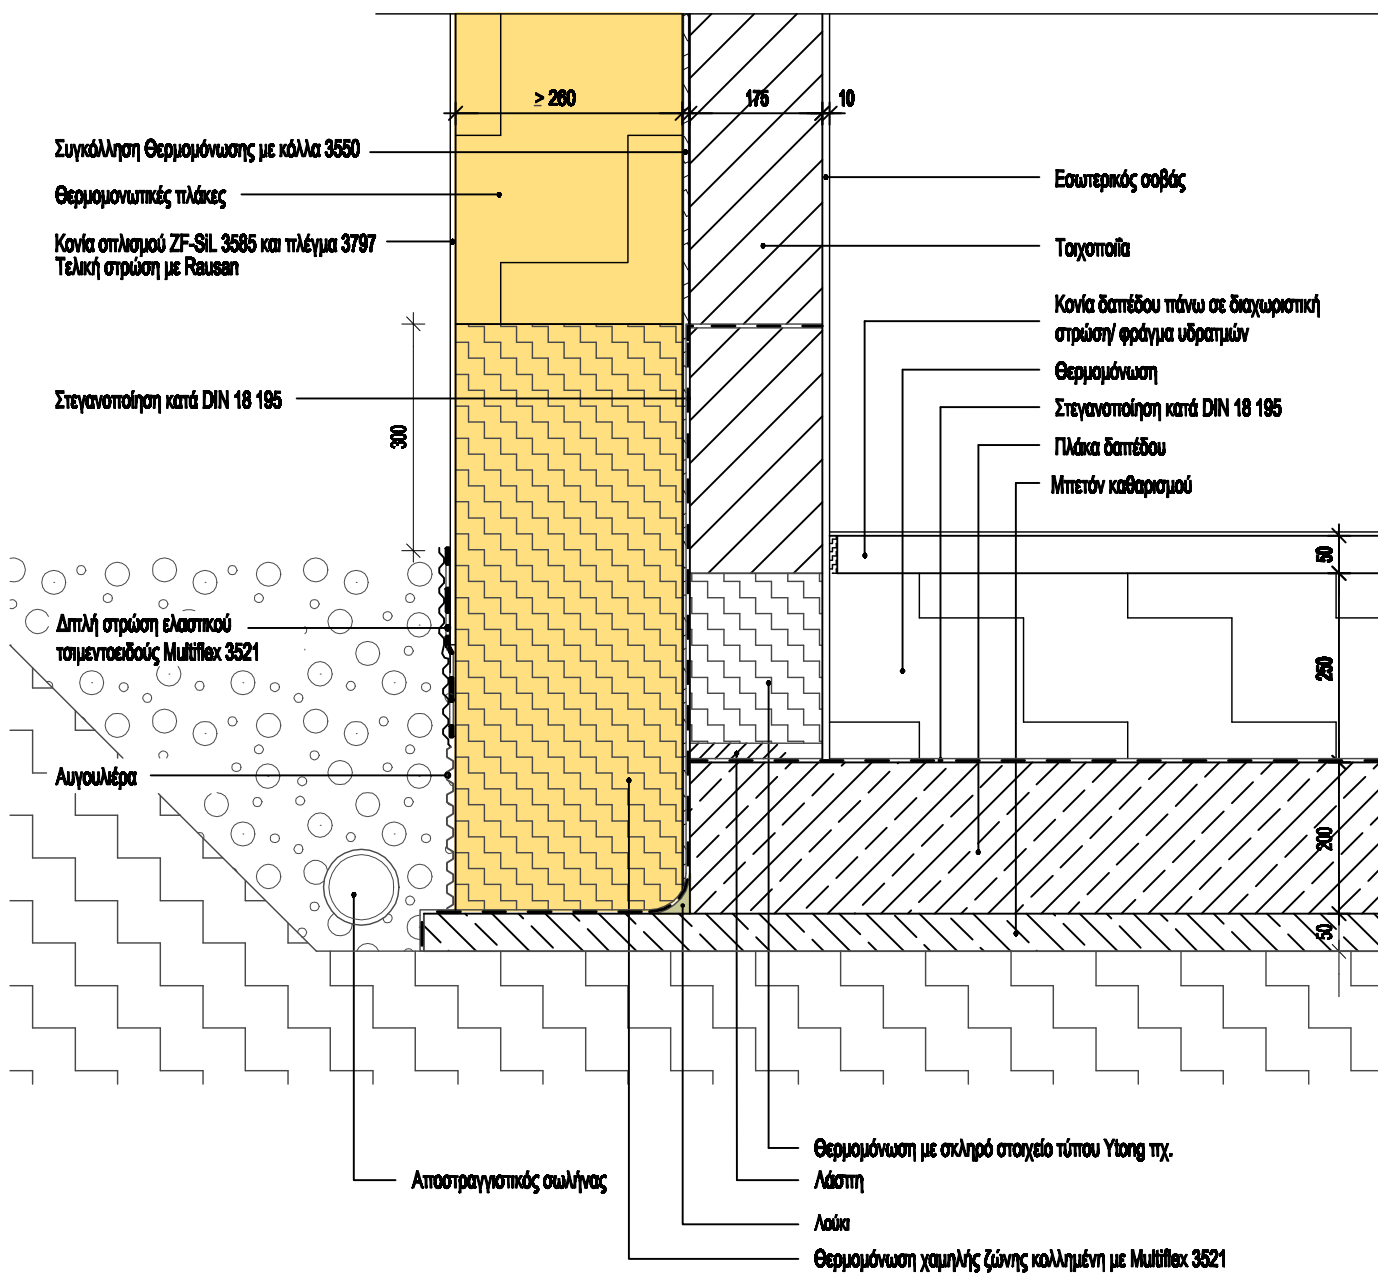 ≥ 260
175
10
Συγκόλληση Θερμομόνωσης με κόλλα 3550
Θερμομονωτικές πλάκες
Κονία οπλισμού ZF-SiL 3585 και πλέγμα 3797
Τελική στρώση με Rausan
Στεγανοποίηση κατά DIN 18 195
300
Διπλή στρώση ελαστικού
τσιμεντοειδούς Multiflex 3521
Αυγουλιέρα
Αποστραγγιστικός σωλήνας
Εσωτερικός σοβάς
Τοιχοποιΐα
Κονία δαπέδου πάνω σε διαχωριστική
στρώση/ φράγμα υδρατμών
Θερμομόνωση
Στεγανοποίηση κατά DIN 18 195
Πλάκα δαπέδου
Μπετόν καθαρισμού
50
250
200
50
Θερμομόνωση με σκληρό στοιχείο τύπου Ytong πχ.
Λάσπη
Λούκι
Θερμομόνωση χαμηλής ζώνης κολλημένη με Multiflex 3521